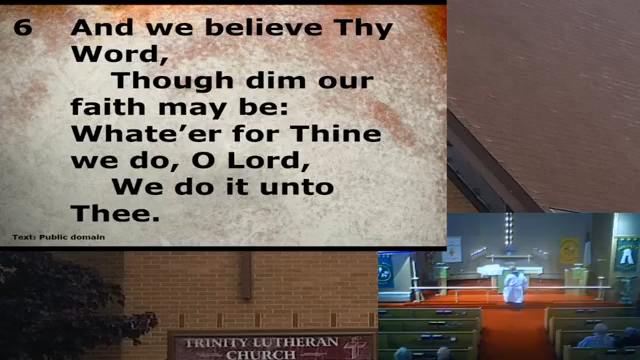 6 And we believe Thy
Word,
Though dim our
faith may be:
Whate’er for Thine
we do, O Lord,
We do it unto
Thee.
Text: Public domain
TRINITY LUTHERAN
CHURCH